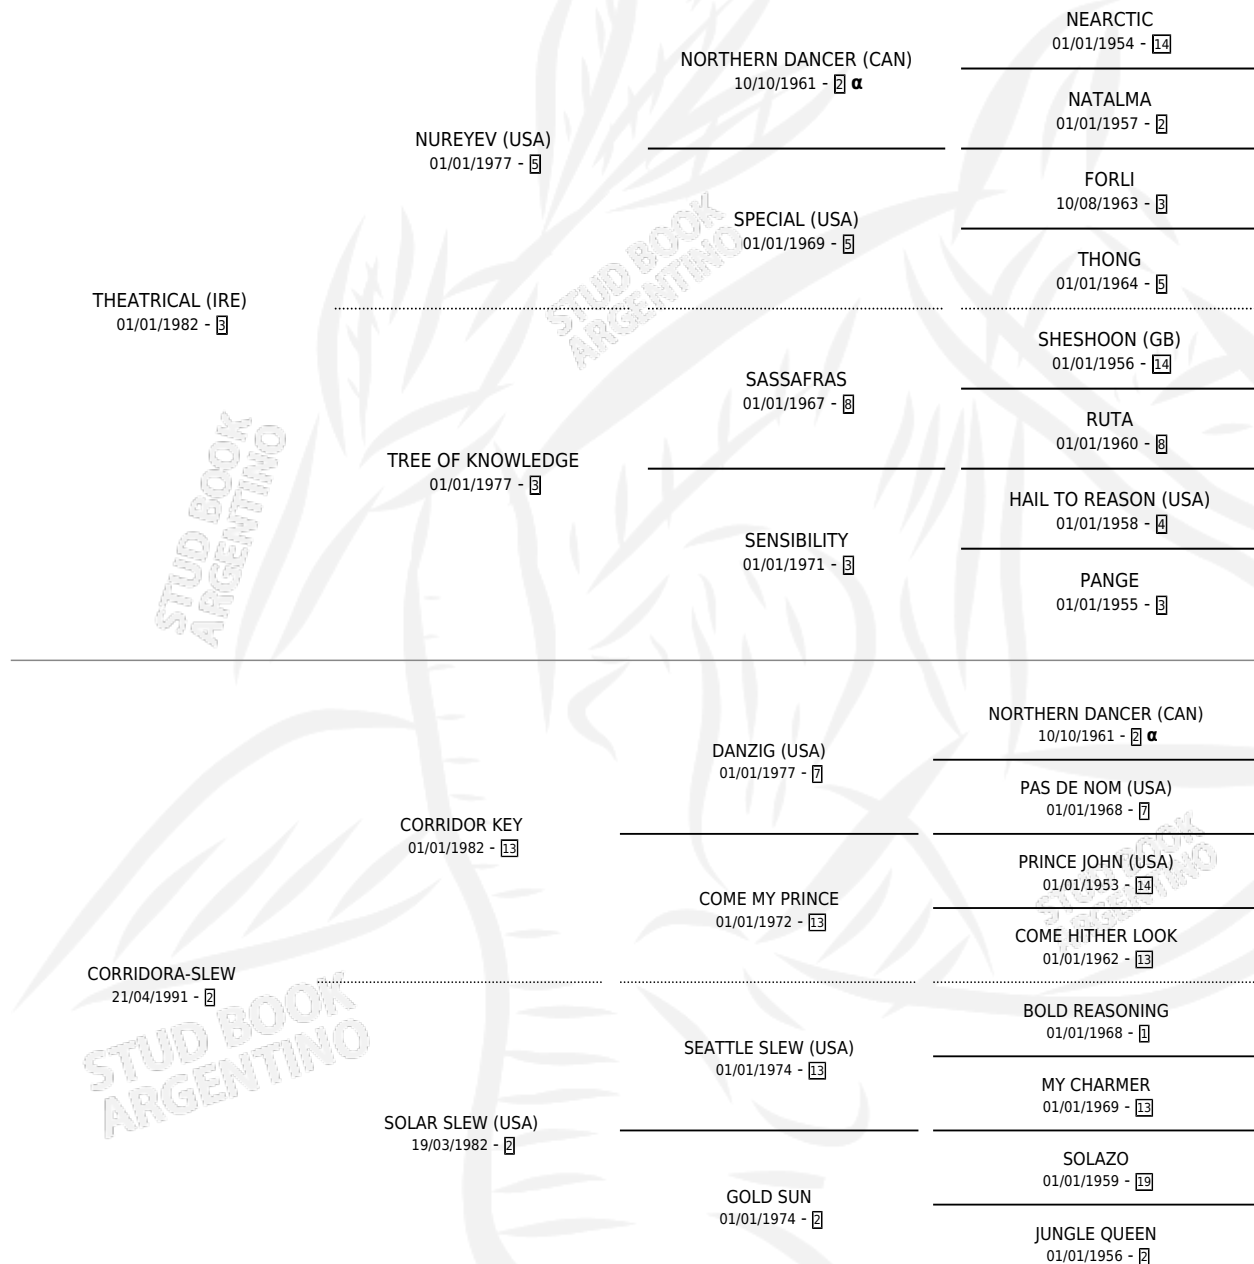 NEARCTIC
01/01/1954 - 14
NORTHERN DANCER (CAN)
10/10/1961 - 2 α
NATALMA
01/01/1957 - 2
NUREYEV (USA)
01/01/1977 - 5
FORLI
10/08/1963 - 3
SPECIAL (USA)
01/01/1969 - 5
THONG
01/01/1964 - 5
THEATRICAL (IRE)
01/01/1982 - 3
SHESHOON (GB)
01/01/1956 - 14
SASSAFRAS
01/01/1967 - 8
RUTA
01/01/1960 - 8
TREE OF KNOWLEDGE
01/01/1977 - 3
HAIL TO REASON (USA)
01/01/1958 - 4
SENSIBILITY
01/01/1971 - 3
PANGE
01/01/1955 - 3
NORTHERN DANCER (CAN)
10/10/1961 - 2 α
DANZIG (USA)
01/01/1977 - 7
PAS DE NOM (USA)
01/01/1968 - 7
CORRIDOR KEY
01/01/1982 - 13
PRINCE JOHN (USA)
01/01/1953 - 14
COME MY PRINCE
01/01/1972 - 13
COME HITHER LOOK
01/01/1962 - 13
CORRIDORA-SLEW
21/04/1991 - 2
BOLD REASONING
01/01/1968 - 1
SEATTLE SLEW (USA)
01/01/1974 - 13
MY CHARMER
01/01/1969 - 13
SOLAR SLEW (USA)
19/03/1982 - 2
SOLAZO
01/01/1959 - 19
GOLD SUN
01/01/1974 - 2
JUNGLE QUEEN
01/01/1956 - 2
STUD BOOK
ARGENTINO
STUD BOOK
ARGENTINO
STUD BOOK
ARGENTINO
STUD BOOK
ARGENTINO